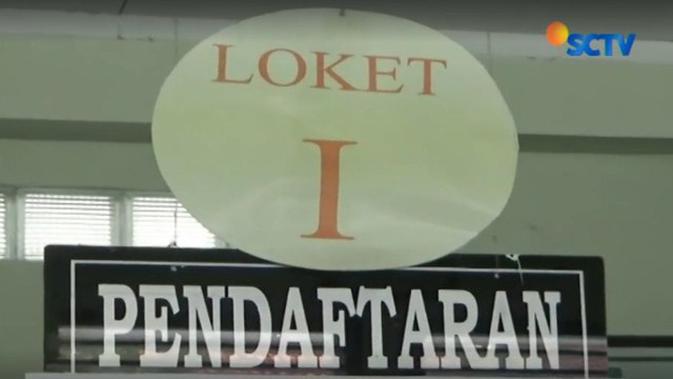 SCTV
LOKET
I
PENDAFTARAN